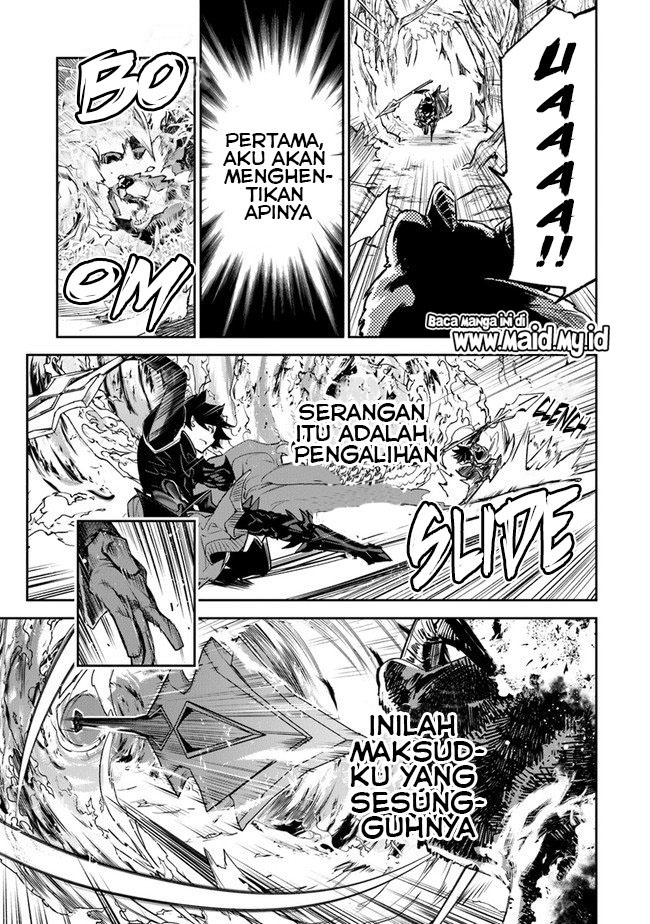 UAAAA!!
PERTAMA,
AKU AKAN
MENGHEN-
TIKAN
APINYA
BO
OM
Baca Manga ini di
www.Maid.My.id
CLENCH
SERANGAN
ITU ADALAH
PENGALIHAN
SLIDE
INILAH
MAKSUD-
KU YANG
SESUNG-
GUHNYA